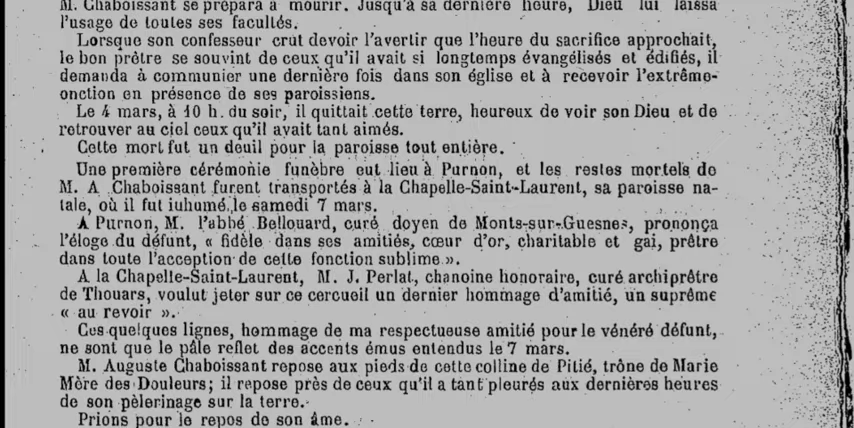 M. Chaboissant se prépara à mourir. Jusqu'à sa dernière heure, Dieu lui laissa
l'usage de toutes ses facultés.
Lorsque son confesseur crut devoir l'avertir que l'heure du sacrifice approchait,
le bon prêtre se souvint de ceux qu'il avait si longtemps évangélisés et édifiés, il
demanda à communier une dernière fois dans son église et à recevoir l'extrême-
onction en présence de ses paroissiens.
Le 4 mars, à 10 h. du soir, il quittait cette terre, heureux de voir son Dieu et de
retrouver au ciel ceux qu'il avait tant aimés.
Cette mort fut un deuil pour la paroisse tout entière.
Une première cérémonie funèbre eut lieu à Purnon, et les restes mortels de
M. A Chaboissant furent transportés à la Chapelle-Saint-Laurent, sa paroisse na-
tale, où il fut iuhumé, le samedi 7 mars.
A Purnon, M. l'abbé Bellouard, curé doyen de Monts-sur-Guesnes, prononça
l'éloge du défunt, « fidèle dans ses amitiés, cœur d'or, charitable et gai, prêtre
dans toute l'acception de cette fonction sublime ».
A la Chapelle-Saint-Laurent, M. J. Perlat, chanoine honoraire, curé archiprêtre
de Thouars, voulut jeter sur ce cercueil un dernier hommage d'amitié, un suprême
« au revoir ».
Ces quelques lignes, hommage de ma respectueuse amitié pour le vénéré défunt,
ne sont que le pâle reflet des accents émus entendus le 7 mars.
M. Auguste Chaboissant repose aux pieds de cette colline de Pitié, trône de Marie
Mère des Douleurs ; il repose près de ceux qu'il a tant pleurés aux dernières heures
de son pèlerinage sur la terre.
Prions pour le repos de son âme.